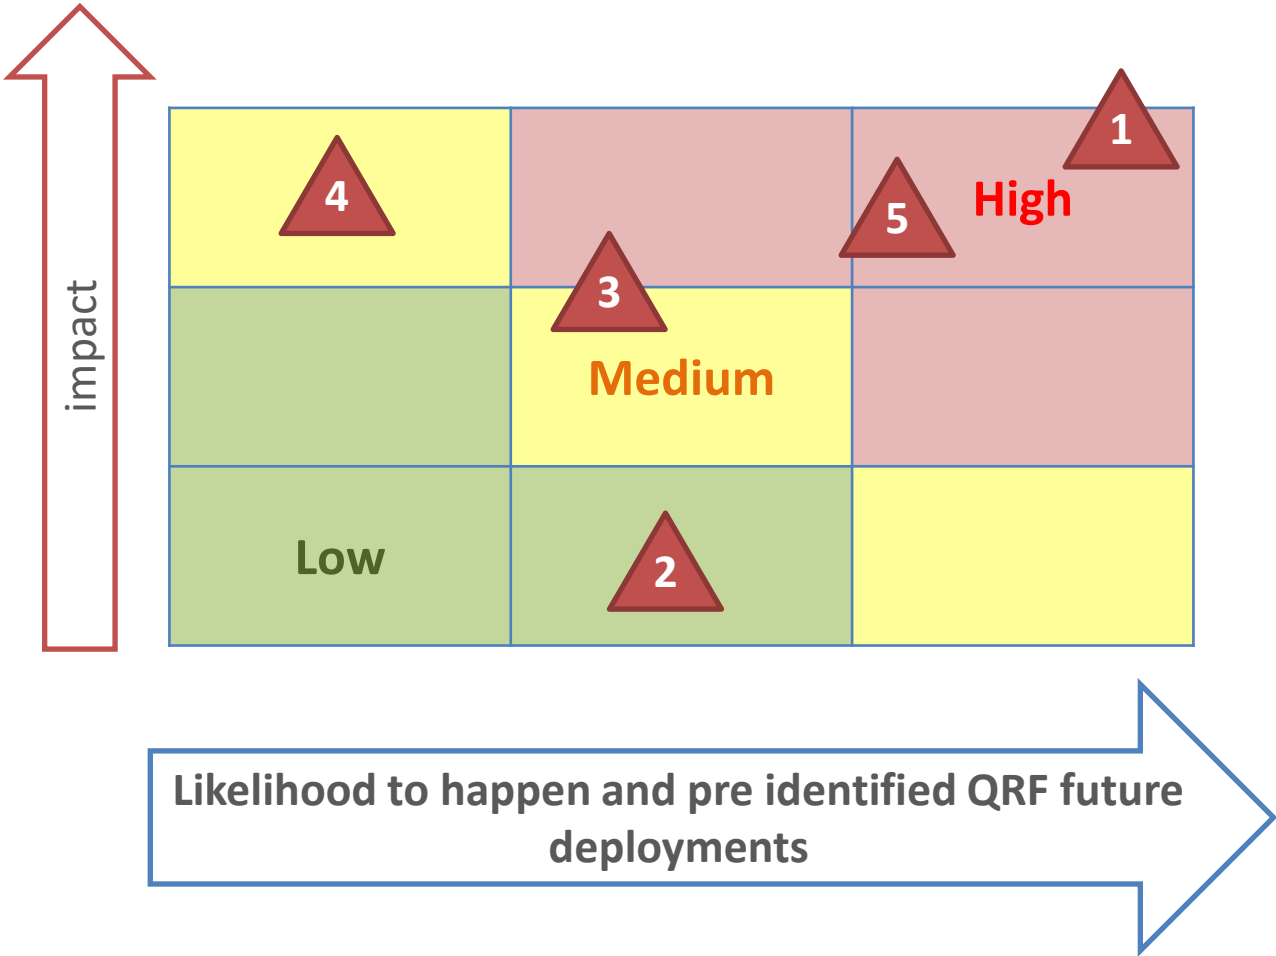 1
4
High
5
3
impact
Medium
Low
2
Likelihood to happen and pre identified QRF future
deployments